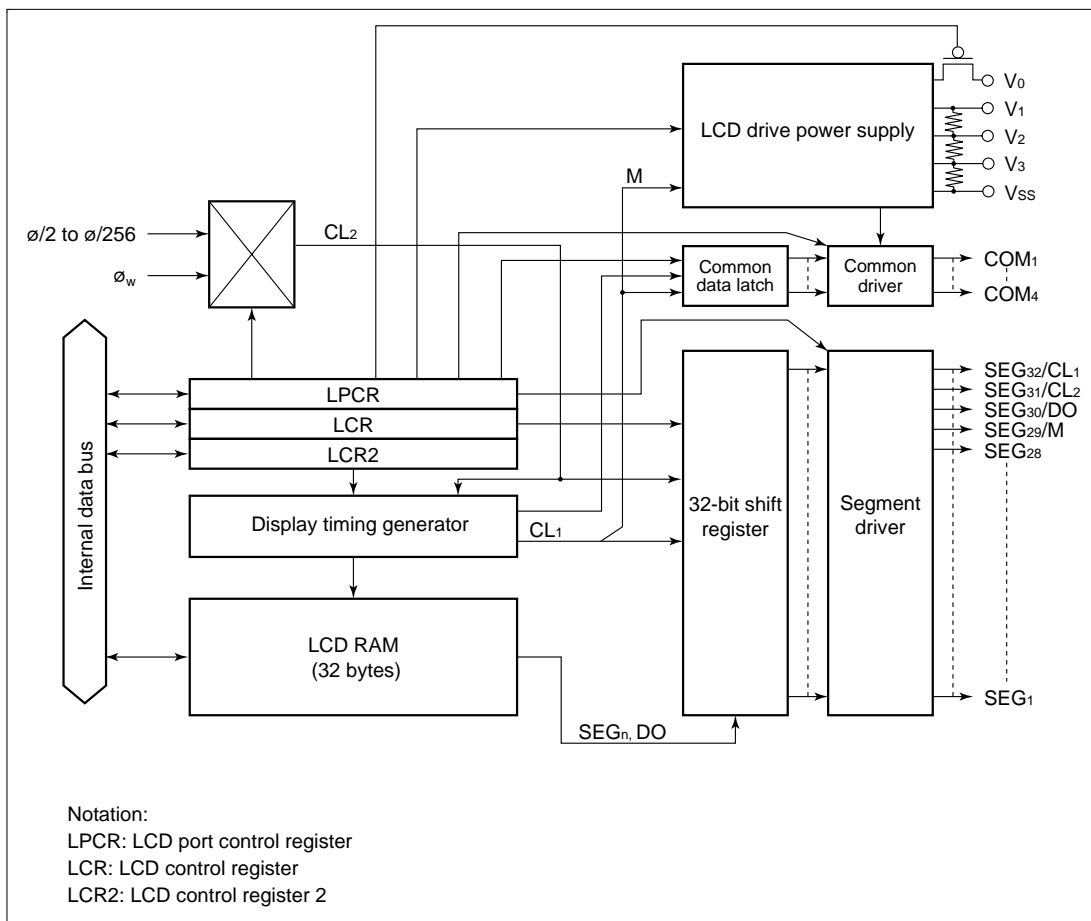 V0
V1
LCD drive power supply
V2
V3
M
VSS
ø/2 to ø/256
CL2
øw
Common
data latch
Common
driver
COM1
COM4
Internal data bus
LPCR
LCR
LCR2
Display timing generator
CL1
LCD RAM
(32 bytes)
SEGn, DO
32-bit shift
register
Segment
driver
SEG32/CL1
SEG31/CL2
SEG30/DO
SEG29/M
SEG28
SEG1
Notation:
LPCR: LCD port control register
LCR: LCD control register
LCR2: LCD control register 2